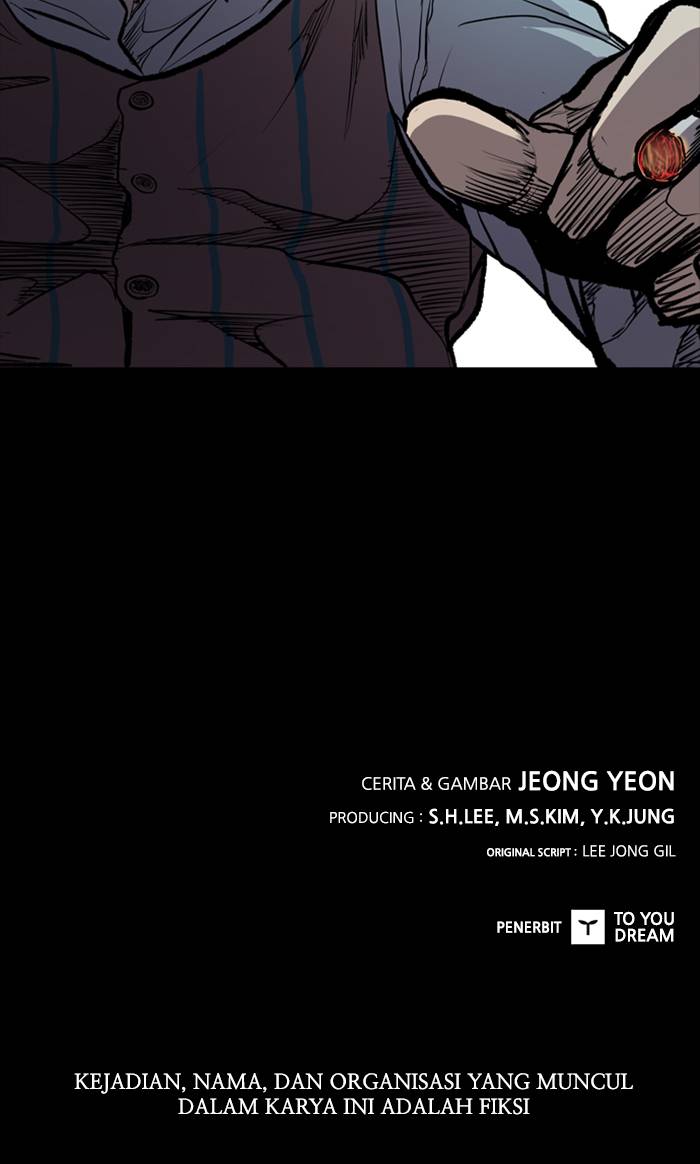 CERITA & GAMBAR JEONG YEON
PRODUCING : S.H.LEE, M.S.KIM, Y.K.JUNG
ORIGINAL SCRIPT : LEE JONG GIL
PENERBIT TO YOU DREAM
KEJADIAN, NAMA, DAN ORGANISASI YANG MUNCUL
DALAM KARYA INI ADALAH FIKSI